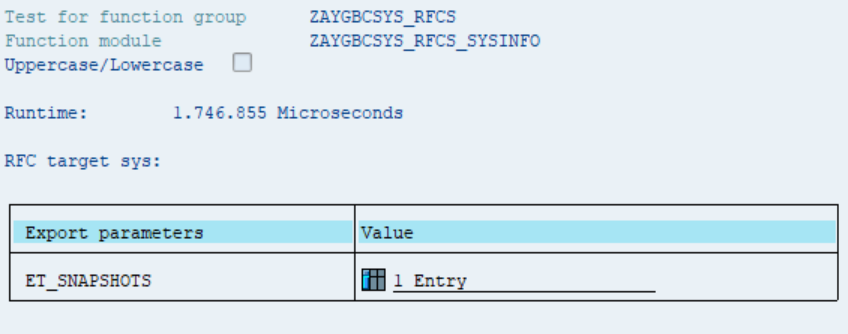 Test for function group ZAYGBCSYS_RFCS
Function module ZAYGBCSYS_RFCS_SYSINFO
Uppercase/Lowercase
Runtime: 1.746.855 Microseconds
RFC target sys:
Export parameters Value
ET_SNAPSHOTS 1 Entry